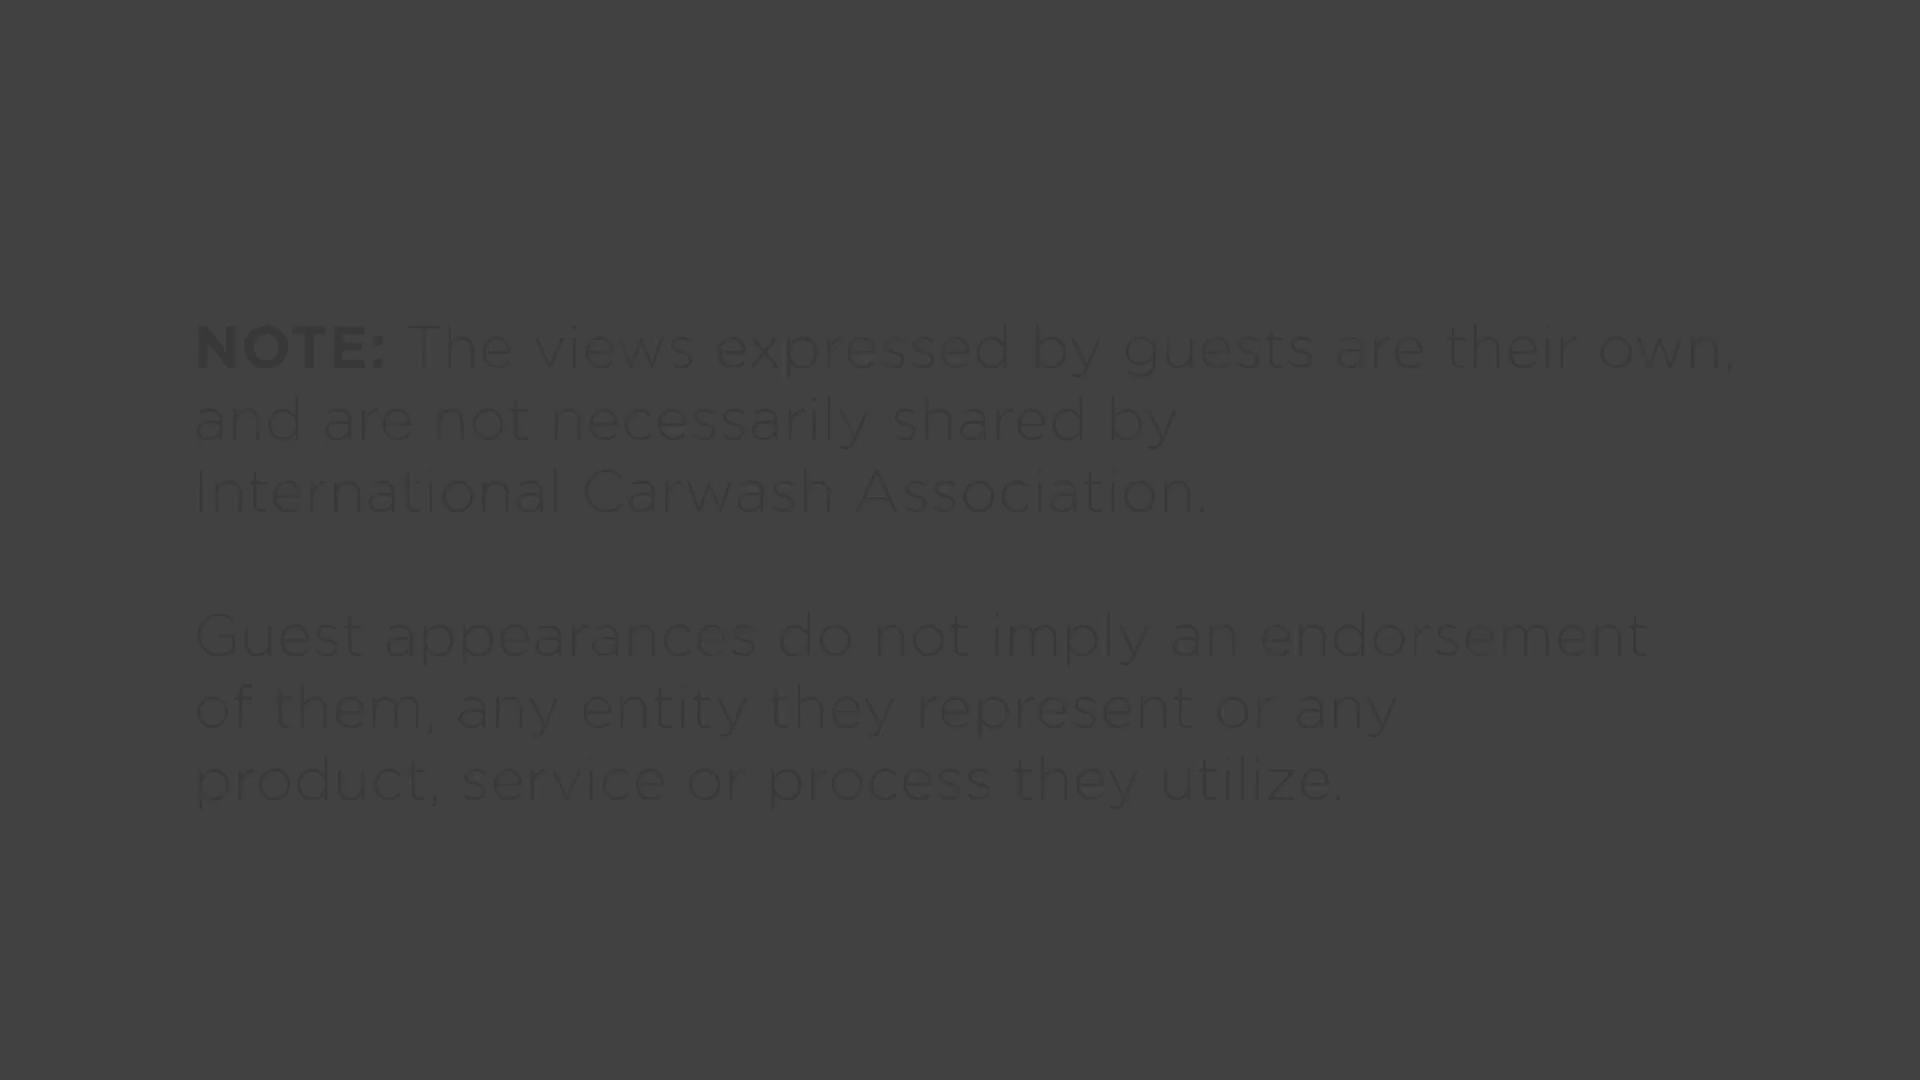 NOTE: The views expressed by guests are their own,
and are not necessarily shared by
International Carwash Association.
Guest appearances do not imply an endorsement
of them, any entity they represent or any
product, service or process they utilize.